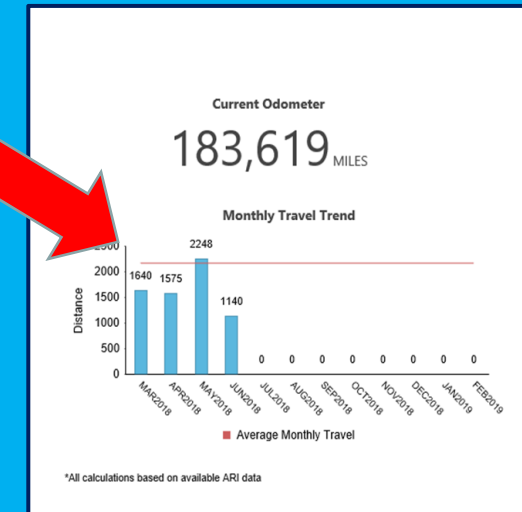 Current Odometer
183,619 MILES
Monthly Travel Trend
2248
2000
1640 1575
1500
1140
1000
500
0 0 0 0 0 0 0 0
0
Distance
MAR2018 APR2018 MAY2018 JUN2018 JUL2018 AUG2018 SEP2018 OCT2018 NOV2018 DEC2018 JAN2019 FEB2019
Average Monthly Travel
*All calculations based on available ARI data